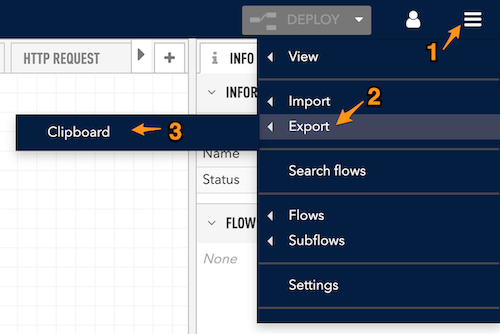 DEPLOY
1
HTTP REQUEST
+
i INFO
View
INFOR
Import
2
Export
Clipboard
3
Name
Status
Search flows
Flows
FLOW
Subflows
None
Settings